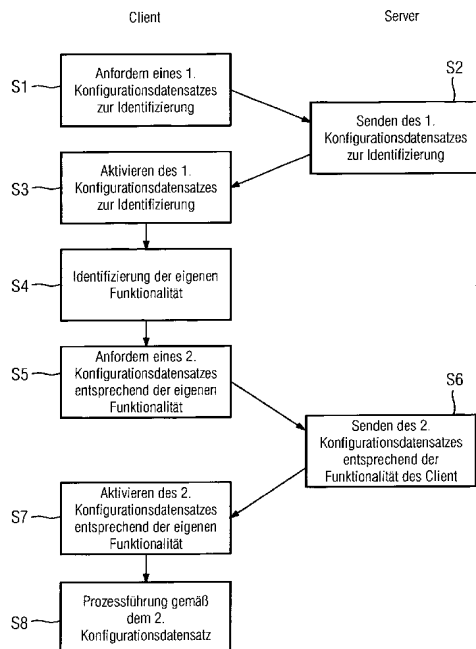 Client
Server
S1
Anfordern eines 1.
Konfigurationsdatensatzes
zur Identifizierung
S2
Senden des 1.
Konfigurationsdatensatzes
zur Identifizierung
S3
Aktivieren des 1.
Konfigurationsdatensatzes
zur Identifizierung
S4
Identifizierung der eigenen
Funktionalität
S5
Anfordern eines 2.
Konfigurationsdatensatzes
entsprechend der eigenen
Funktionalität
S6
Senden des 2.
Konfigurationsdatensatzes
entsprechend der
Funktionalität des Client
S7
Aktivieren des 2.
Konfigurationsdatensatzes
entsprechend der eigenen
Funktionalität
S8
Prozessführung gemäß
dem 2.
Konfigurationsdatensatz